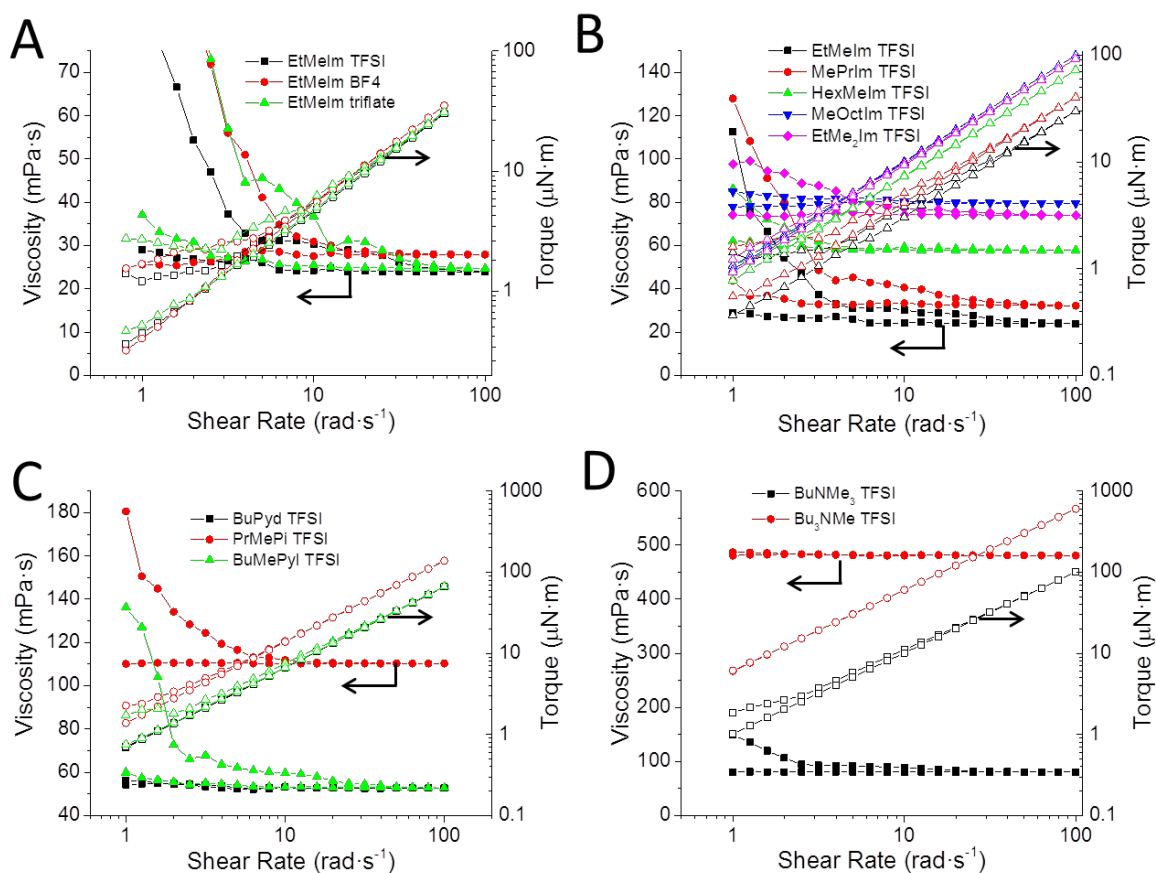 A
Viscosity (mPa·s)
70
60
50
40
30
20
10
0
EtMeIm TFSI
EtMeIm BF4
EtMeIm triflate
100
10
1
Torque (μN·m)
1
10
100
Shear Rate (rad·s⁻¹)
B
Viscosity (mPa·s)
140
120
100
80
60
40
20
0
EtMeIm TFSI
MePrIm TFSI
HexMeIm TFSI
MeOctIm TFSI
EtMe₂Im TFSI
100
10
1
0.1
Torque (μN·m)
1
10
100
Shear Rate (rad·s⁻¹)
C
Viscosity (mPa·s)
180
160
140
120
100
80
60
40
BuPyd TFSI
PrMePi TFSI
BuMePyl TFSI
1000
100
10
1
0.1
Torque (μN·m)
1
10
100
Shear Rate (rad·s⁻¹)
D
Viscosity (mPa·s)
600
500
400
300
200
100
0
BuNMe₃ TFSI
Bu₃NMe TFSI
1000
100
10
1
0.1
Torque (μN·m)
1
10
100
Shear Rate (rad·s⁻¹)